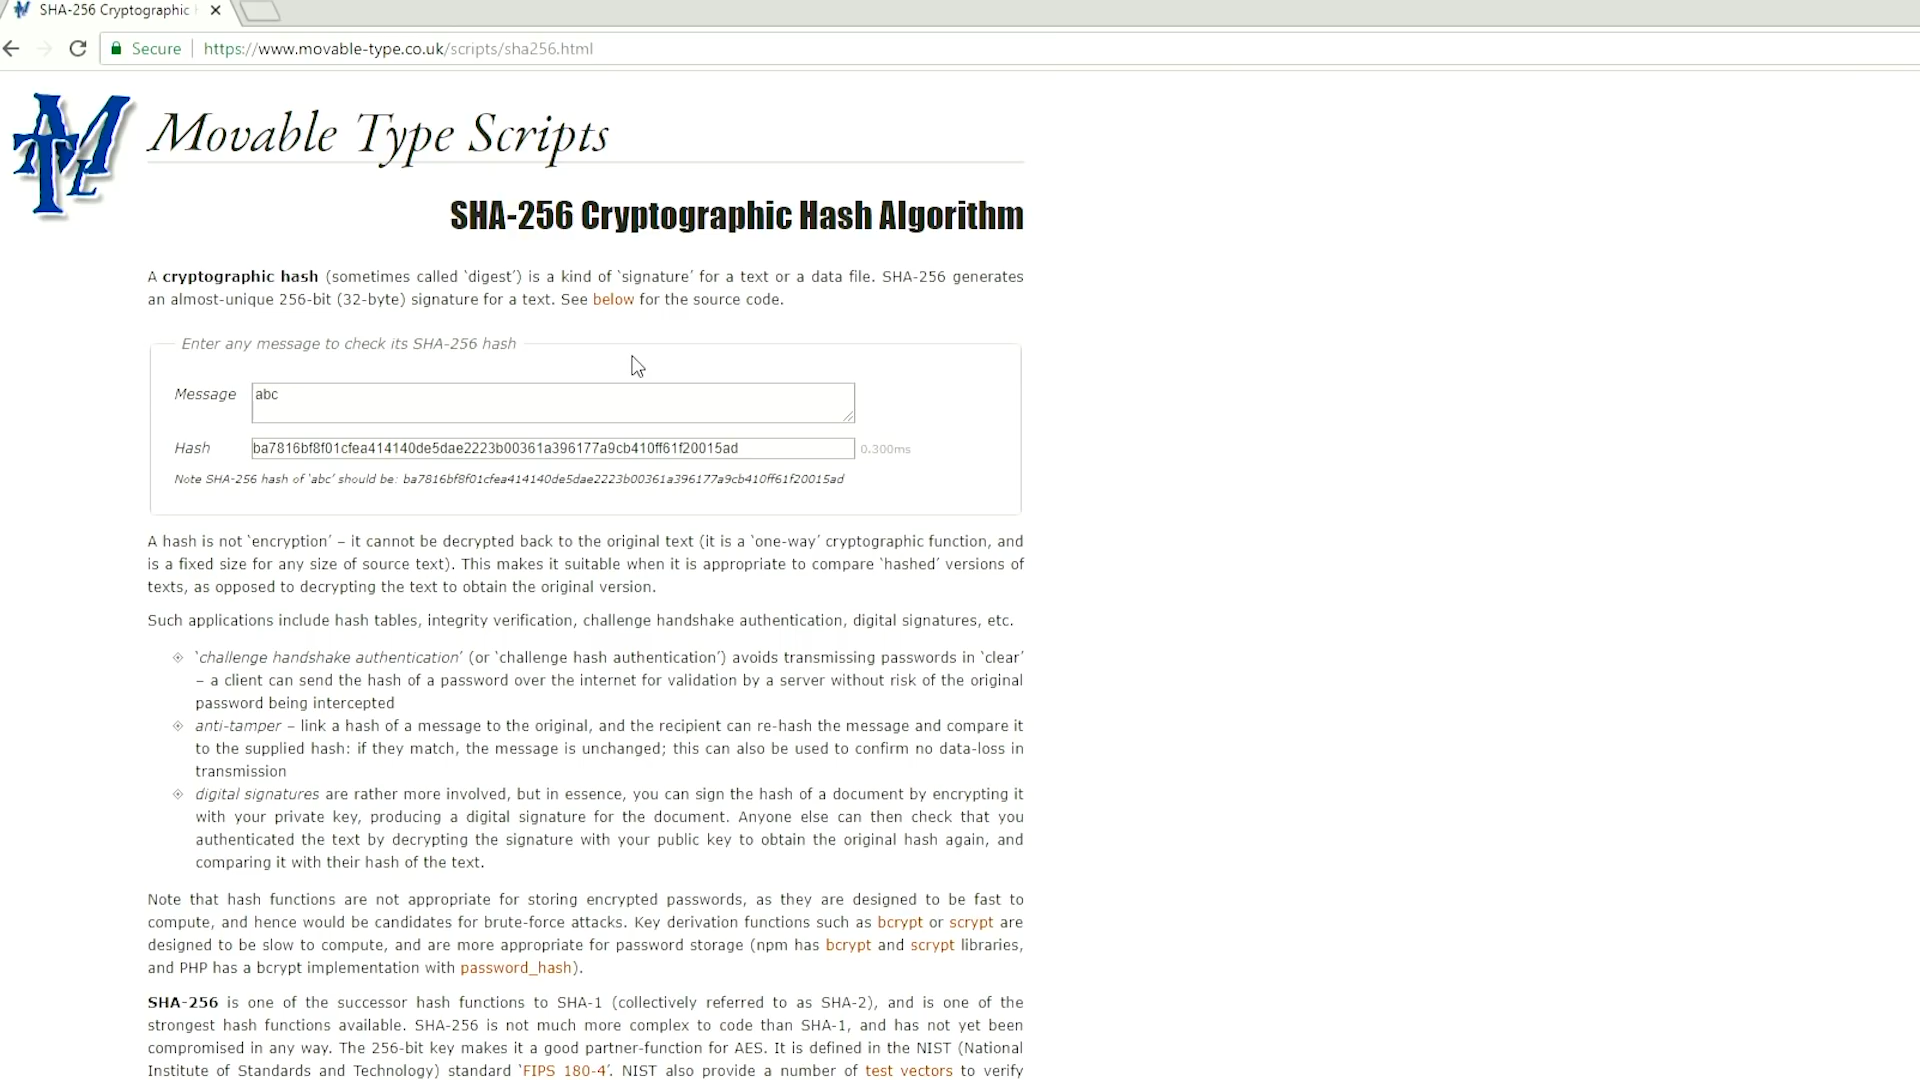 SHA-256 Cryptographic
Secure
https://www.movable-type.co.uk/scripts/sha256.html
MTL
Movable Type Scripts
SHA-256 Cryptographic Hash Algorithm
A cryptographic hash (sometimes called ‘digest’) is a kind of ‘signature’ for a text or a data file. SHA-256 generates
an almost-unique 256-bit (32-byte) signature for a text. See below for the source code.
Enter any message to check its SHA-256 hash
Message abc
Hash ba7816bf8f01cfea414140de5dae2223b00361a396177a9cb410ff61f20015ad 0.300ms
Note SHA-256 hash of ‘abc’ should be: ba7816bf8f01cfea414140de5dae2223b00361a396177a9cb410ff61f20015ad
A hash is not ‘encryption’ – it cannot be decrypted back to the original text (it is a ‘one-way’ cryptographic function, and
is a fixed size for any size of source text). This makes it suitable when it is appropriate to compare ‘hashed’ versions of
texts, as opposed to decrypting the text to obtain the original version.
Such applications include hash tables, integrity verification, challenge handshake authentication, digital signatures, etc.
‘challenge handshake authentication’ (or ‘challenge hash authentication’) avoids transmissing passwords in ‘clear’
– a client can send the hash of a password over the internet for validation by a server without risk of the original
password being intercepted
anti-tamper – link a hash of a message to the original, and the recipient can re-hash the message and compare it
to the supplied hash: if they match, the message is unchanged; this can also be used to confirm no data-loss in
transmission
digital signatures are rather more involved, but in essence, you can sign the hash of a document by encrypting it
with your private key, producing a digital signature for the document. Anyone else can then check that you
authenticated the text by decrypting the signature with your public key to obtain the original hash again, and
comparing it with their hash of the text.
Note that hash functions are not appropriate for storing encrypted passwords, as they are designed to be fast to
compute, and hence would be candidates for brute-force attacks. Key derivation functions such as bcrypt or scrypt are
designed to be slow to compute, and are more appropriate for password storage (npm has bcrypt and scrypt libraries,
and PHP has a bcrypt implementation with password_hash).
SHA-256 is one of the successor hash functions to SHA-1 (collectively referred to as SHA-2), and is one of the
strongest hash functions available. SHA-256 is not much more complex to code than SHA-1, and has not yet been
compromised in any way. The 256-bit key makes it a good partner-function for AES. It is defined in the NIST (National
Institute of Standards and Technology) standard ‘FIPS 180-4’. NIST also provide a number of test vectors to verify